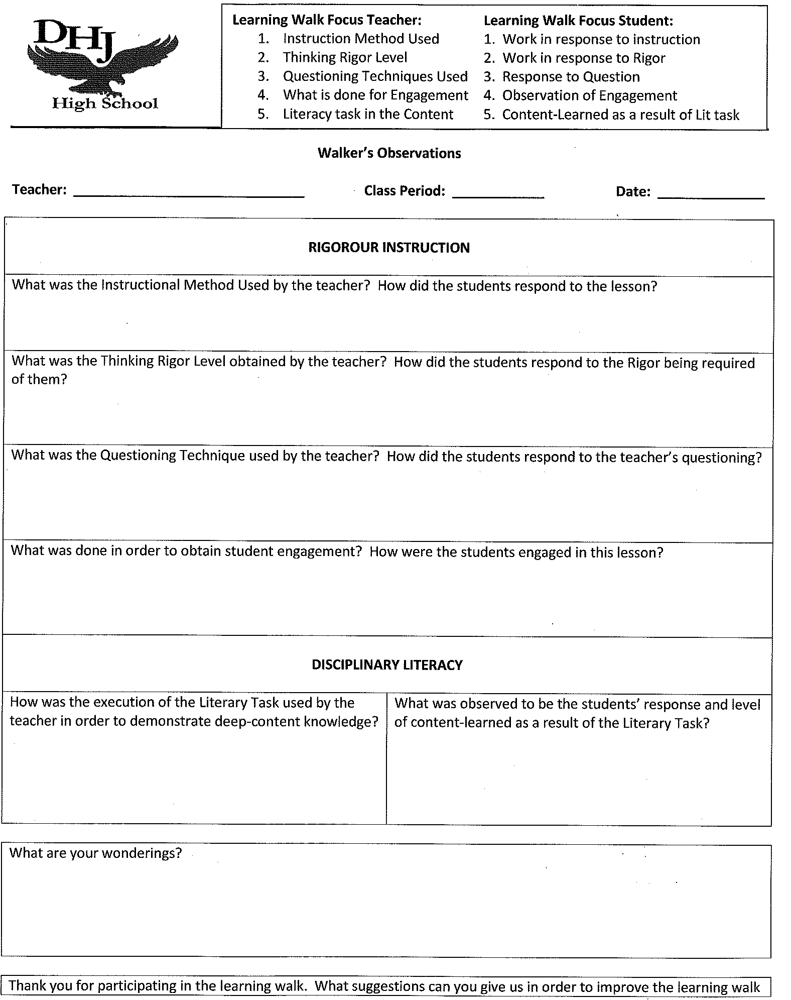 DHJ
High School
Learning Walk Focus Teacher:
1. Instruction Method Used
2. Thinking Rigor Level
3. Questioning Techniques Used
4. What is done for Engagement
5. Literacy task in the Content
Learning Walk Focus Student:
1. Work in response to instruction
2. Work in response to Rigor
3. Response to Question
4. Observation of Engagement
5. Content-Learned as a result of Lit task
Walker's Observations
Teacher: Class Period: Date:
RIGOROUR INSTRUCTION
What was the Instructional Method Used by the teacher? How did the students respond to the lesson?
What was the Thinking Rigor Level obtained by the teacher? How did the students respond to the Rigor being required
of them?
What was the Questioning Technique used by the teacher? How did the students respond to the teacher's questioning?
What was done in order to obtain student engagement? How were the students engaged in this lesson?
DISCIPLINARY LITERACY
How was the execution of the Literary Task used by the
teacher in order to demonstrate deep-content knowledge?
What was observed to be the students' response and level
of content-learned as a result of the Literary Task?
What are your wonderings?
Thank you for participating in the learning walk. What suggestions can you give us in order to improve the learning walk